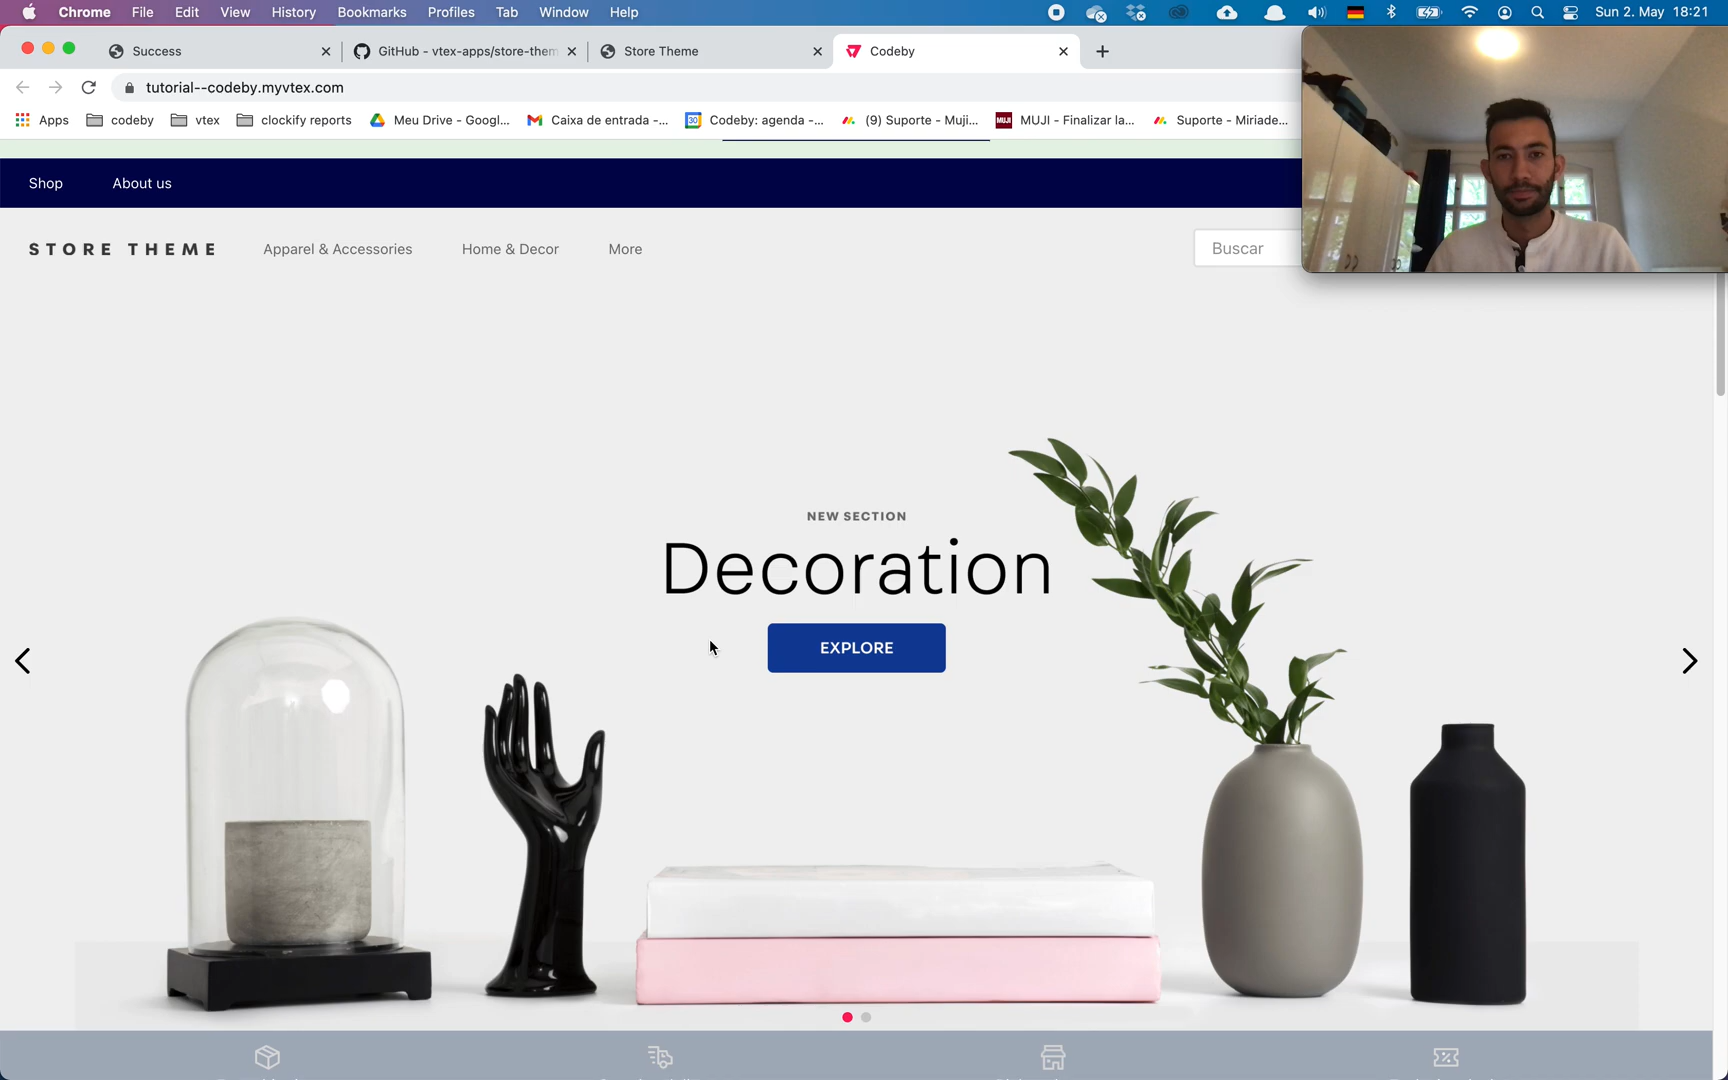 Chrome File Edit View History Bookmarks Profiles Tab Window Help Sun 2. May 18:21
Success GitHub - vtex-apps/store-them Store Theme Codeby
tutorial--codeby.myvtex.com
Apps codeby vtex clockify reports Meu Drive - Googl... Caixa de entrada -... 30 Codeby: agenda -... (9) Suporte - Muji... MUJI MUJI - Finalizar la... Suporte - Miriade...
Shop About us
STORE THEME Apparel & Accessories Home & Decor More Buscar
NEW SECTION
Decoration
EXPLORE